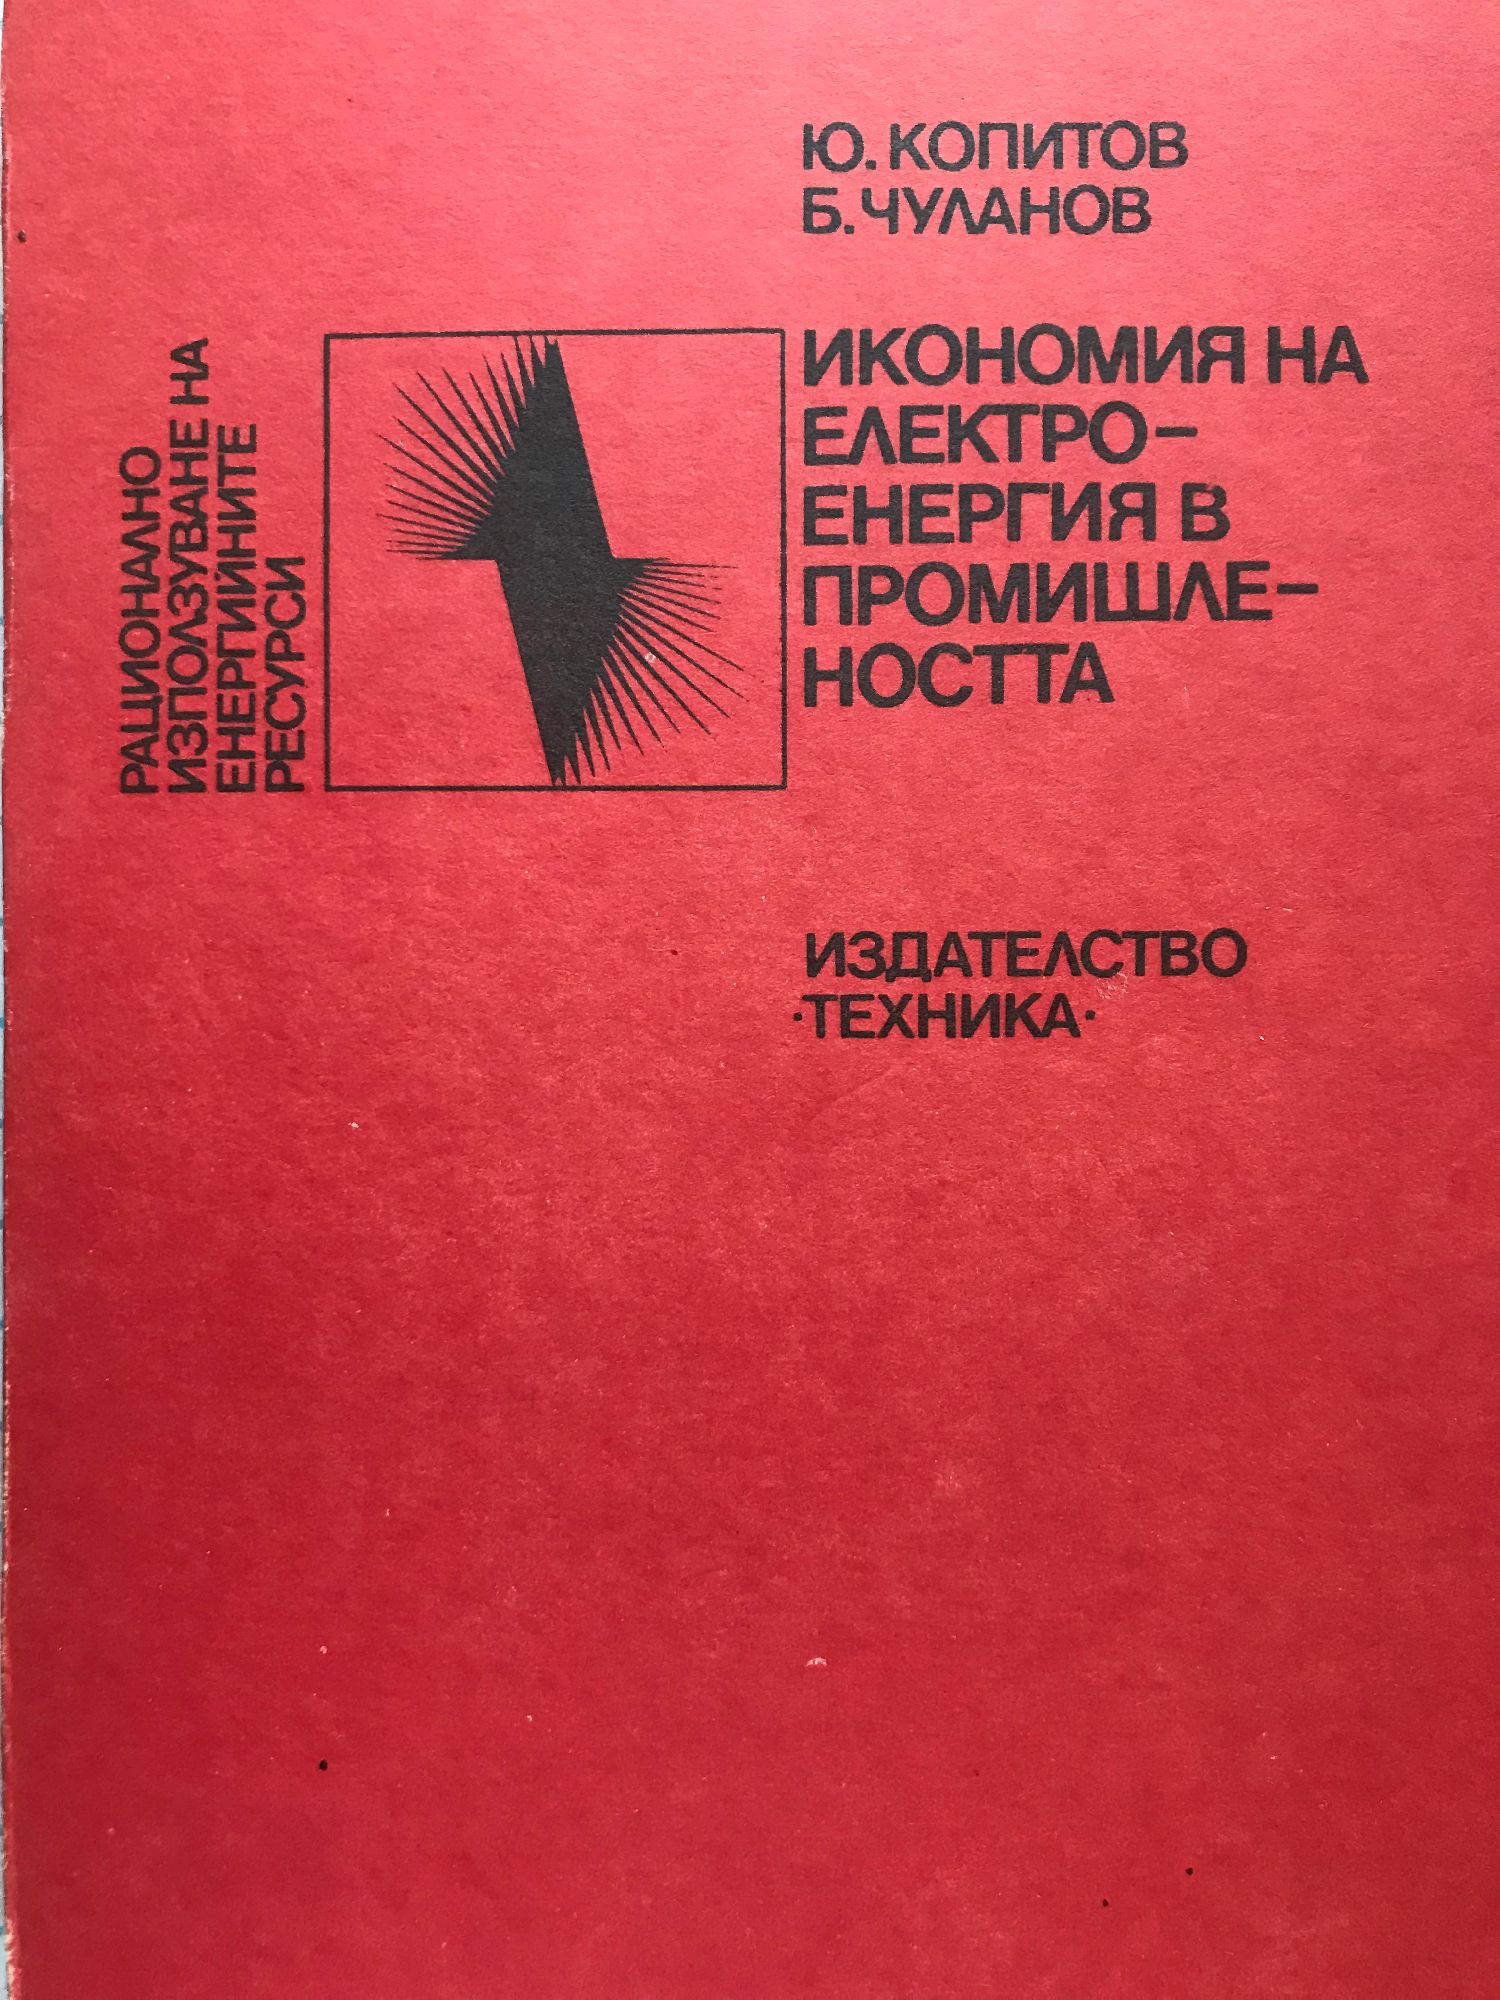 Ю. КОПИТОВ
Б. ЧУЛАНОВ
РАЦИОНАЛНО
ИЗПОЛЗУВАНЕ НА
ЕНЕРГИЙНИТЕ
РЕСУРСИ
ИКОНОМИЯ НА
ЕЛЕКТРО-
ЕНЕРГИЯ В
ПРОМИШЛЕ-
НОСТТА
ИЗДАТЕЛСТВО
·ТЕХНИКА·